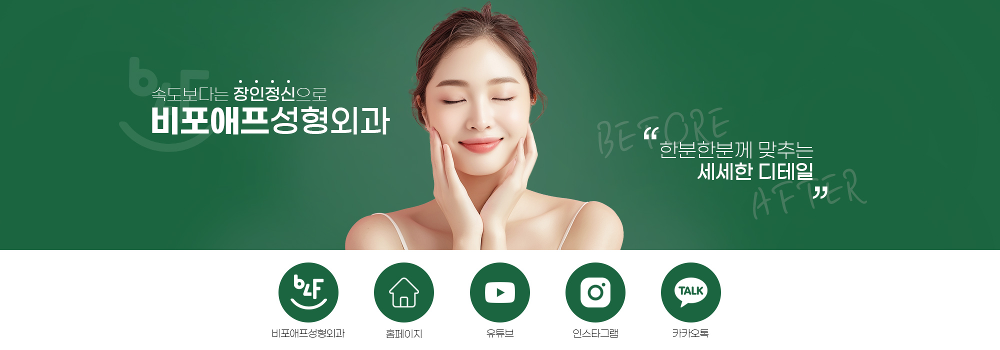 b4F
속도보다는 장인정신으로
비포애프성형외과
BEFORE
“한분한분께 맞추는
세세한 디테일”
AFTER
b4F
TALK
비포애프성형외과
홈페이지
유튜브
인스타그램
카카오톡